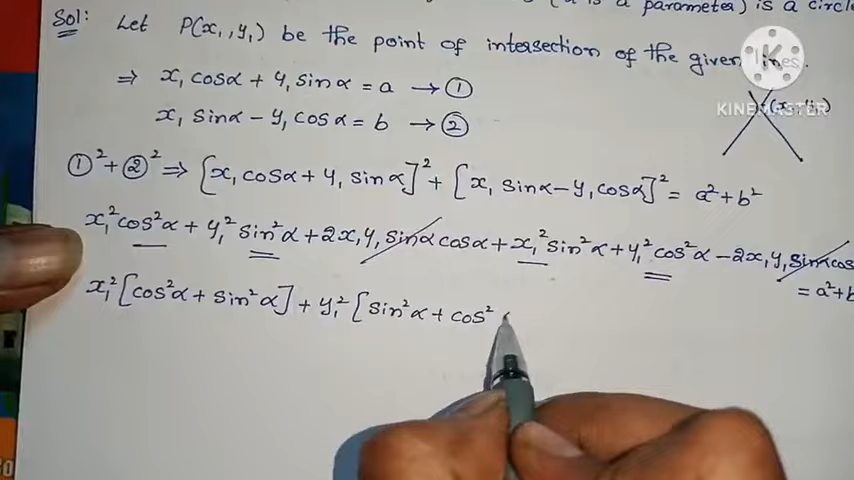 (α is a parameter) is a circle
Sol: Let P(x₁, y₁) be the point of intersection of the given
⇒ x₁ cosα + y₁ sinα = a → ①
x₁ sinα - y₁ cosα = b → ②
①² + ②² ⇒ [x₁ cosα + y₁ sinα]² + [x₁ sinα - y₁ cosα]² = a² + b²
x₁² cos²α + y₁² sin²α + 2x₁y₁ sinα cosα + x₁² sin²α + y₁² cos²α - 2x₁y₁ sinα cos
= a² + b
x₁² [cos²α + sin²α] + y₁² [sin²α + cos²
KINEMASTER